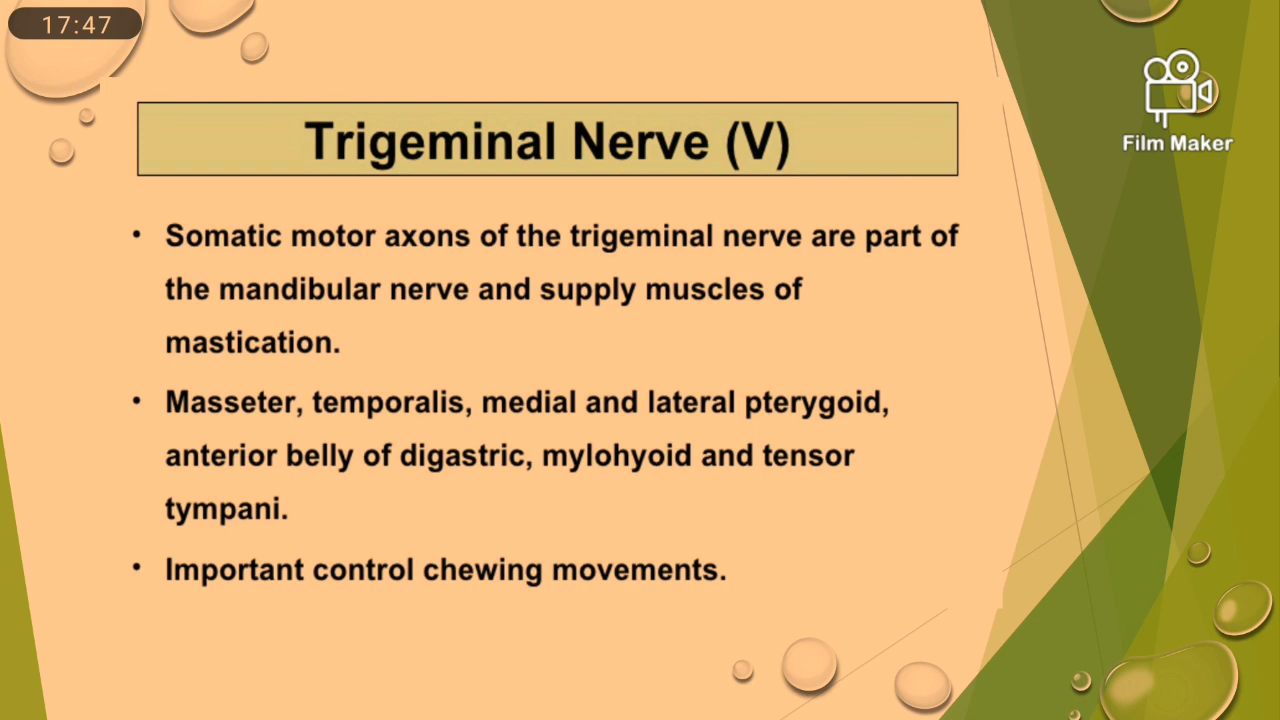 17:47
Film Maker
Trigeminal Nerve (V)
• Somatic motor axons of the trigeminal nerve are part of
the mandibular nerve and supply muscles of
mastication.
• Masseter, temporalis, medial and lateral pterygoid,
anterior belly of digastric, mylohyoid and tensor
tympani.
• Important control chewing movements.